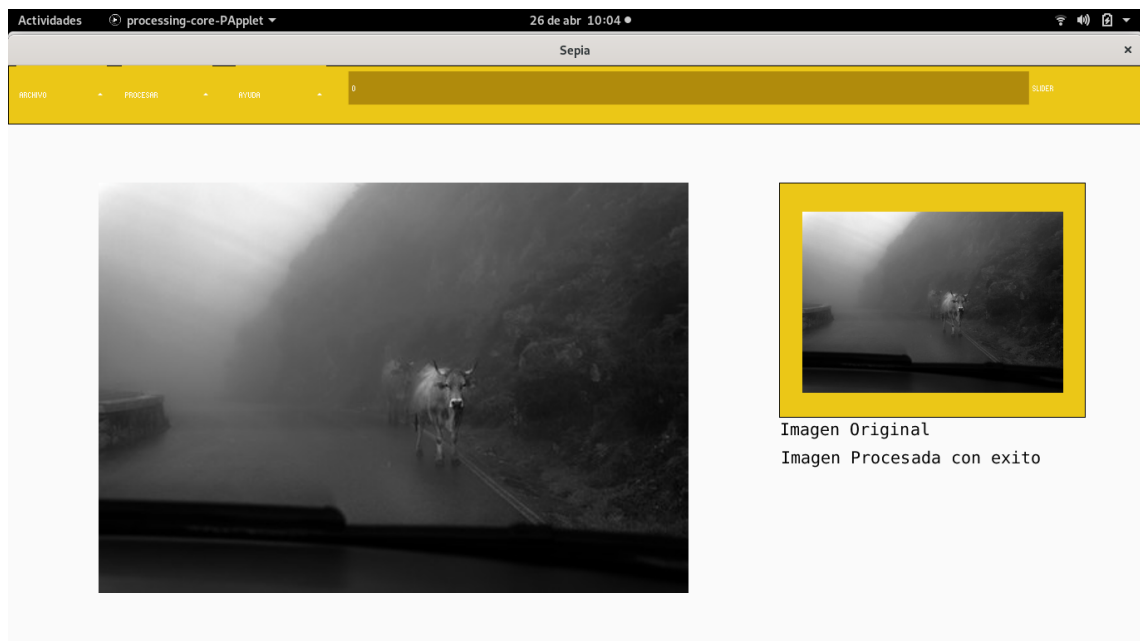 Actividades processing-core-PApplet 26 de abr 10:04
Sepia
ARCHIVO PROCESAR AYUDA 0 SLIDER
Imagen Original
Imagen Procesada con exito